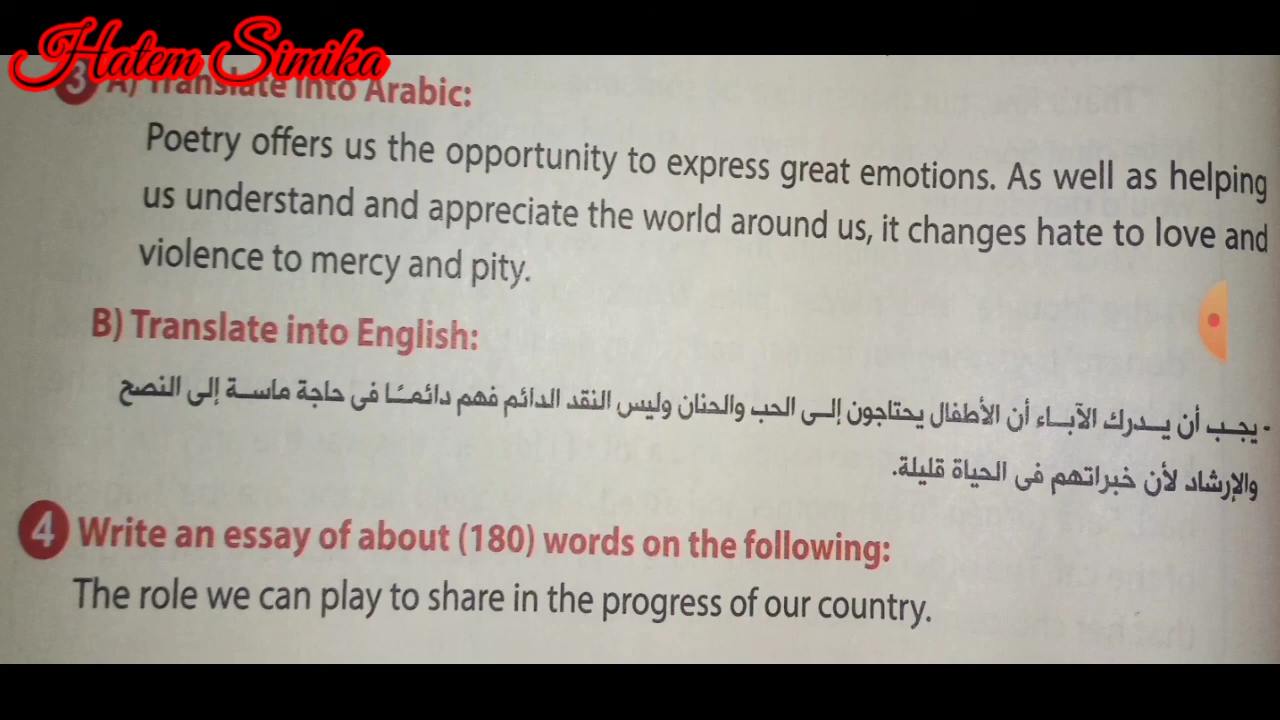 Hatem Simika
3 A) Translate into Arabic:
Poetry offers us the opportunity to express great emotions. As well as helping
us understand and appreciate the world around us, it changes hate to love and
violence to mercy and pity.
B) Translate into English:
- يجب أن يدرك الآباء أن الأطفال يحتاجون إلى الحب والحنان وليس النقد الدائم فهم دائمًا فى حاجة ماسة إلى النصح
والإرشاد لأن خبراتهم فى الحياة قليلة.
4 Write an essay of about (180) words on the following:
The role we can play to share in the progress of our country.